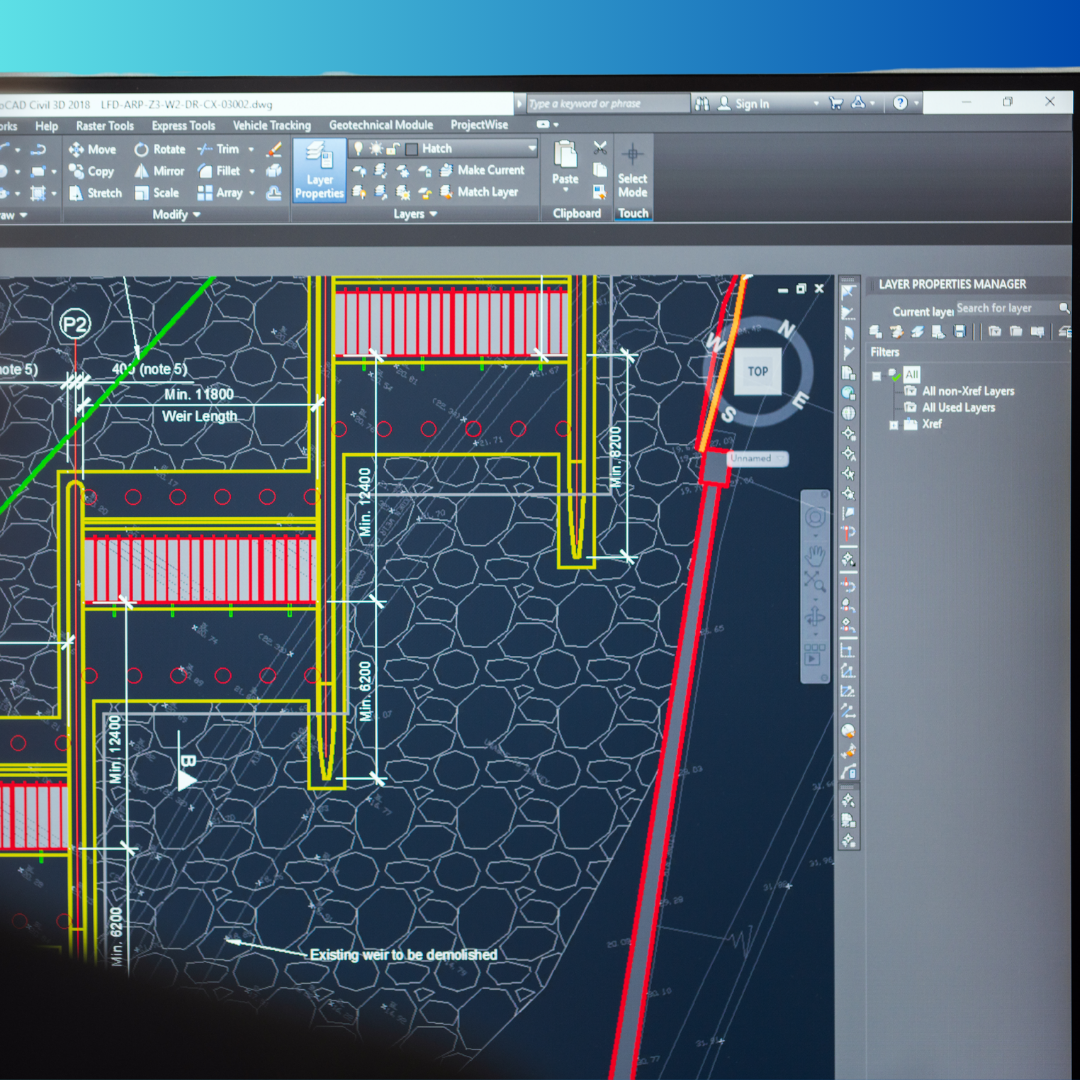 oCAD Civil 3D 2018 LFD-ARP-Z3-W2-DR-CX-03002.dwg
Type a keyword or phrase
Sign In
Help Raster Tools Express Tools Vehicle Tracking Geotechnical Module ProjectWise
Move Rotate Trim
Hatch
Copy Mirror Fillet
Make Current
Stretch Scale Array
Match Layer
Layer
Properties
Paste
Select
Mode
Modify Layers Clipboard Touch
LAYER PROPERTIES MANAGER
Current layer
Search for layer
Filters
All
All non-Xref Layers
All Used Layers
Xref
N
W
TOP
E
S
Unnamed
P2
note 5)
400 (note 5)
Min. 11800
Weir Length
Min. 8200
Min. 12400
Min. 6200
Min. 12400
B
Min. 6200
Existing weir to be demolished